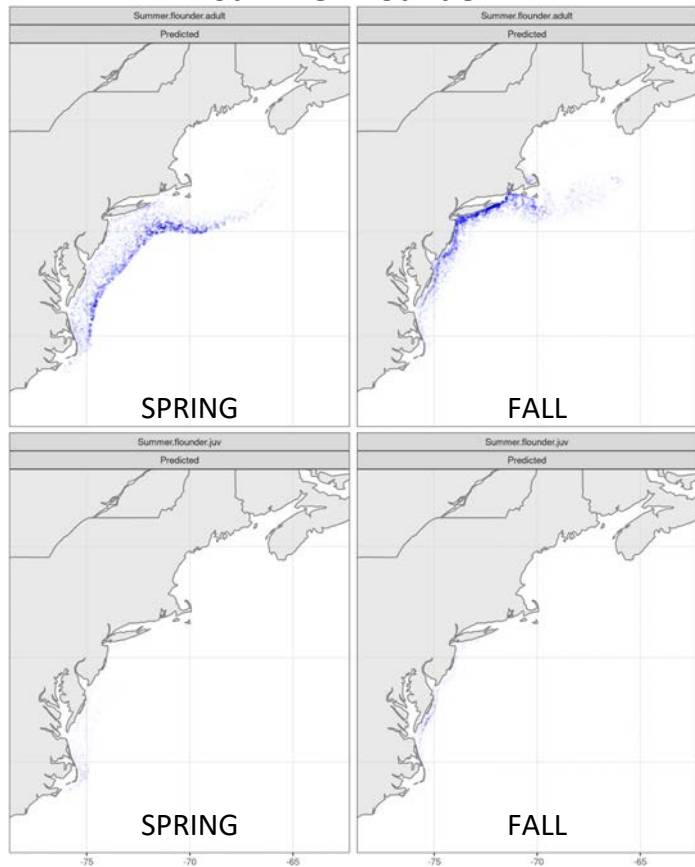 Summer.flounder.adult Summer.flounder.adult
Predicted Predicted
SPRING FALL
Summer.flounder.juv Summer.flounder.juv
Predicted Predicted
SPRING FALL
-75 -70 -65 -75 -70 -65